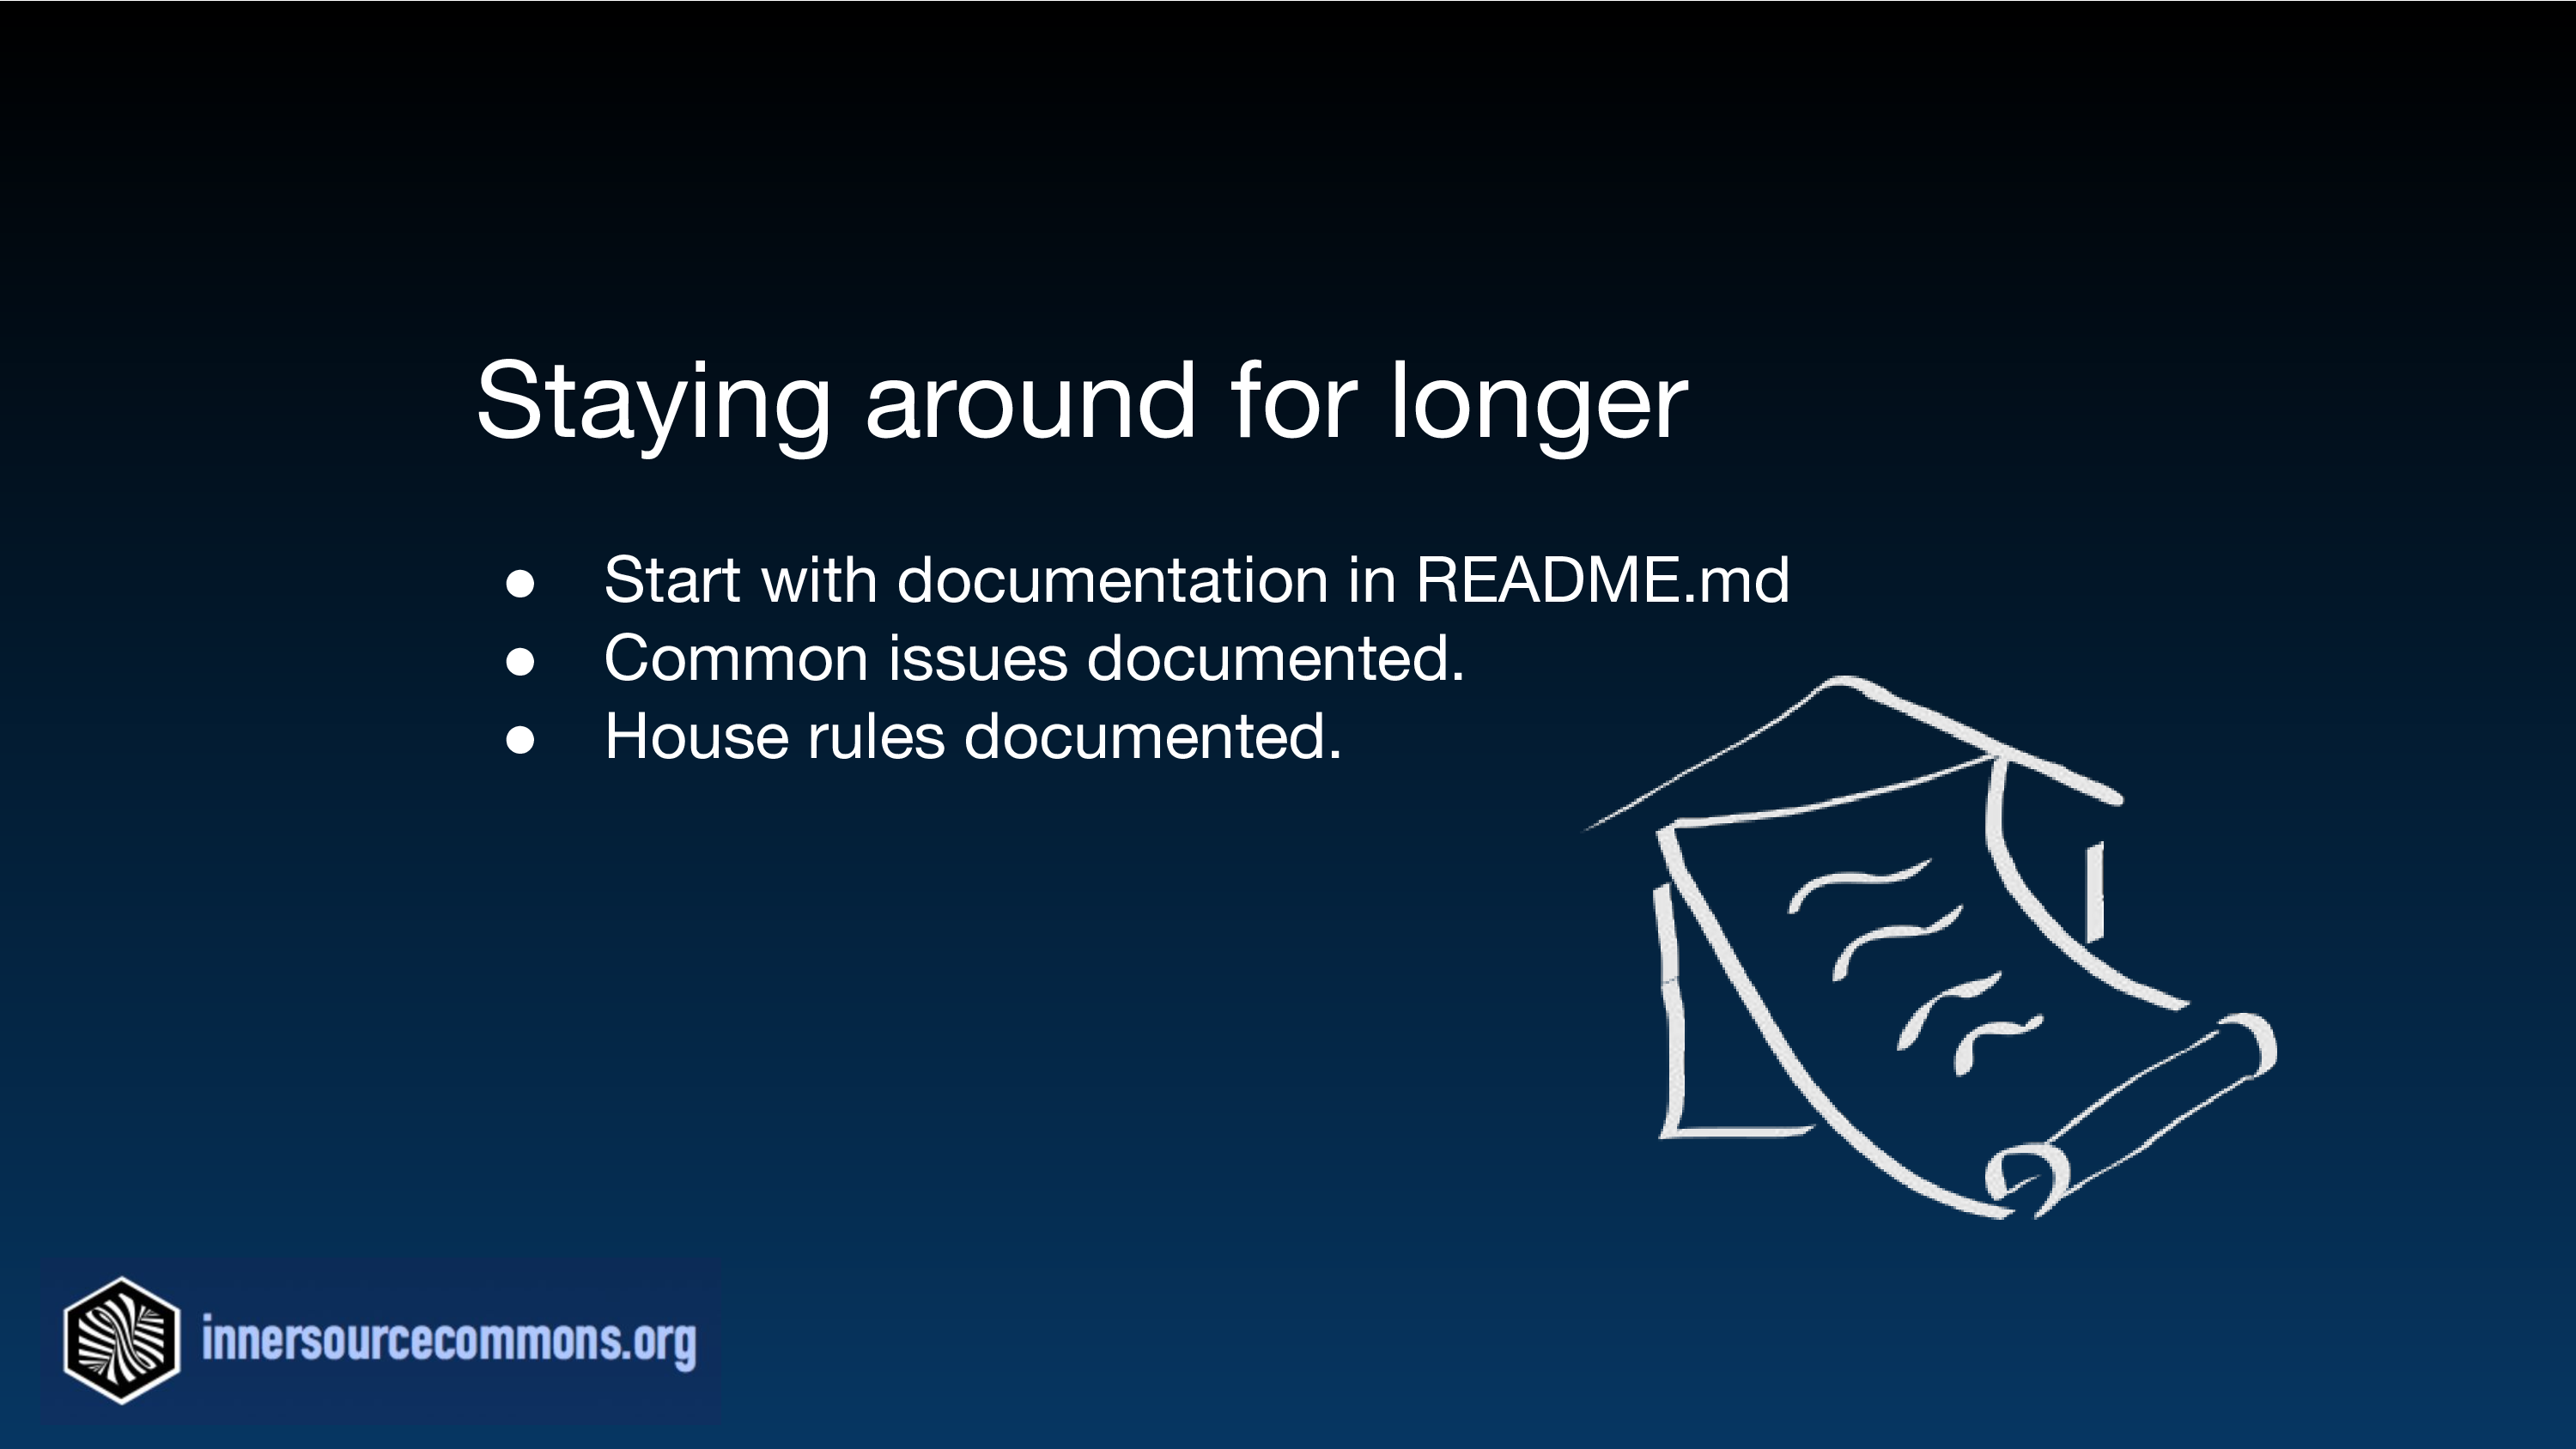 Staying around for longer
● Start with documentation in README.md
● Common issues documented.
● House rules documented.
innersourcecommons.org